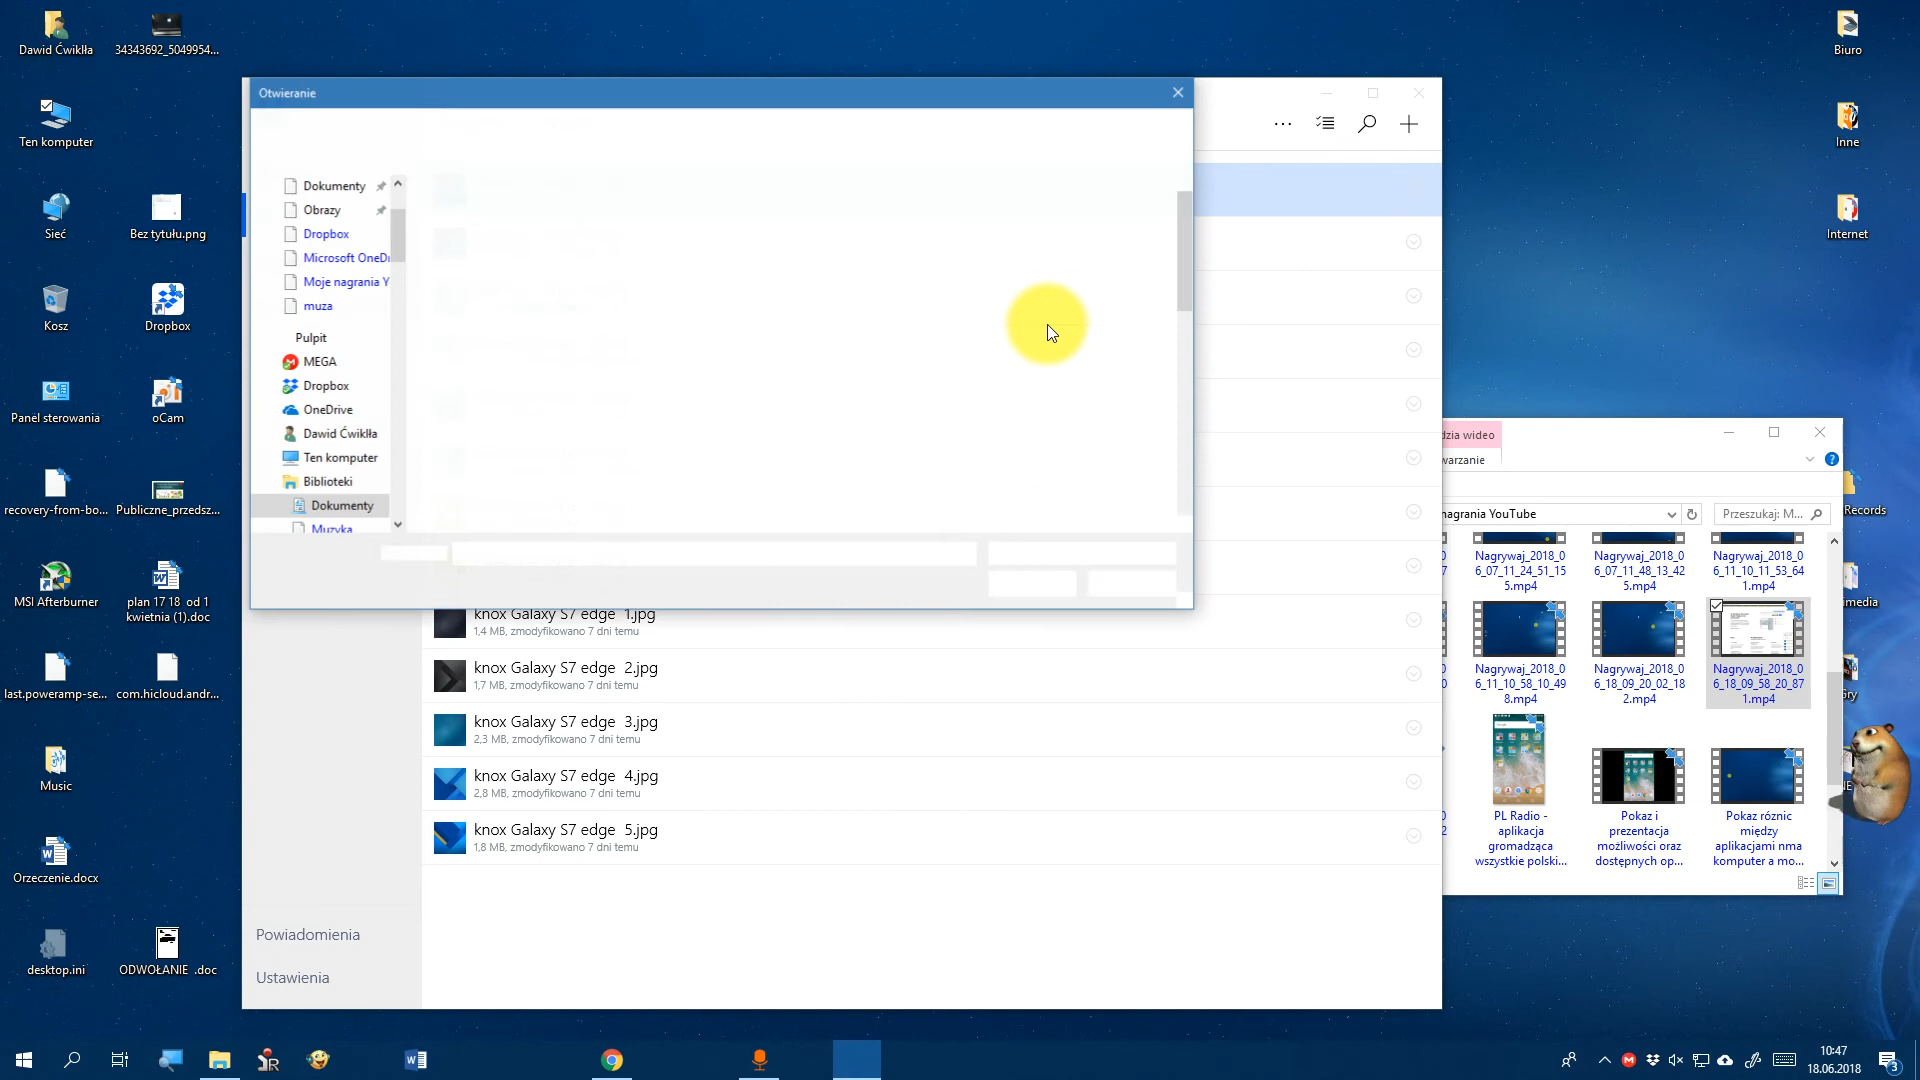 Dawid Ćwikłła
34343692_5049954...
Ten komputer
Sieć
Bez tytułu.png
Kosz
Dropbox
Panel sterowania
oCam
recovery-from-bo...
Publiczne_przedsz...
MSI Afterburner
plan 17 18 od 1
kwietnia (1).doc
last.poweramp-se...
com.hicloud.andr...
Music
Orzeczenie.docx
desktop.ini
ODWOŁANIE .doc
Otwieranie
Dokumenty
Obrazy
Dropbox
Microsoft OneDr
Moje nagrania Y
muza
Pulpit
MEGA
Dropbox
OneDrive
Dawid Ćwikłła
Ten komputer
Biblioteki
Dokumenty
Muzyka
knox Galaxy S7 edge 1.jpg
1,4 MB, zmodyfikowano 7 dni temu
knox Galaxy S7 edge 2.jpg
1,7 MB, zmodyfikowano 7 dni temu
knox Galaxy S7 edge 3.jpg
2,3 MB, zmodyfikowano 7 dni temu
knox Galaxy S7 edge 4.jpg
2,8 MB, zmodyfikowano 7 dni temu
knox Galaxy S7 edge 5.jpg
1,8 MB, zmodyfikowano 7 dni temu
Powiadomienia
Ustawienia
dzia wideo
warzanie
nagrania YouTube
Przeszukaj: M...
Nagrywaj_2018_0
6_07_11_24_51_15
5.mp4
Nagrywaj_2018_0
6_07_11_48_13_42
5.mp4
Nagrywaj_2018_0
6_11_10_11_53_64
1.mp4
Nagrywaj_2018_0
6_11_10_58_10_49
8.mp4
Nagrywaj_2018_0
6_18_09_20_02_18
2.mp4
Nagrywaj_2018_0
6_18_09_58_20_87
1.mp4
PL Radio -
aplikacja
gromadząca
wszystkie polski...
Pokaz i
prezentacja
możliwości oraz
dostępnych op...
Pokaz róznic
między
aplikacjami nma
komputer a mo...
Biuro
Inne
Internet
Records
imedia
Gry
10:47
18.06.2018
3